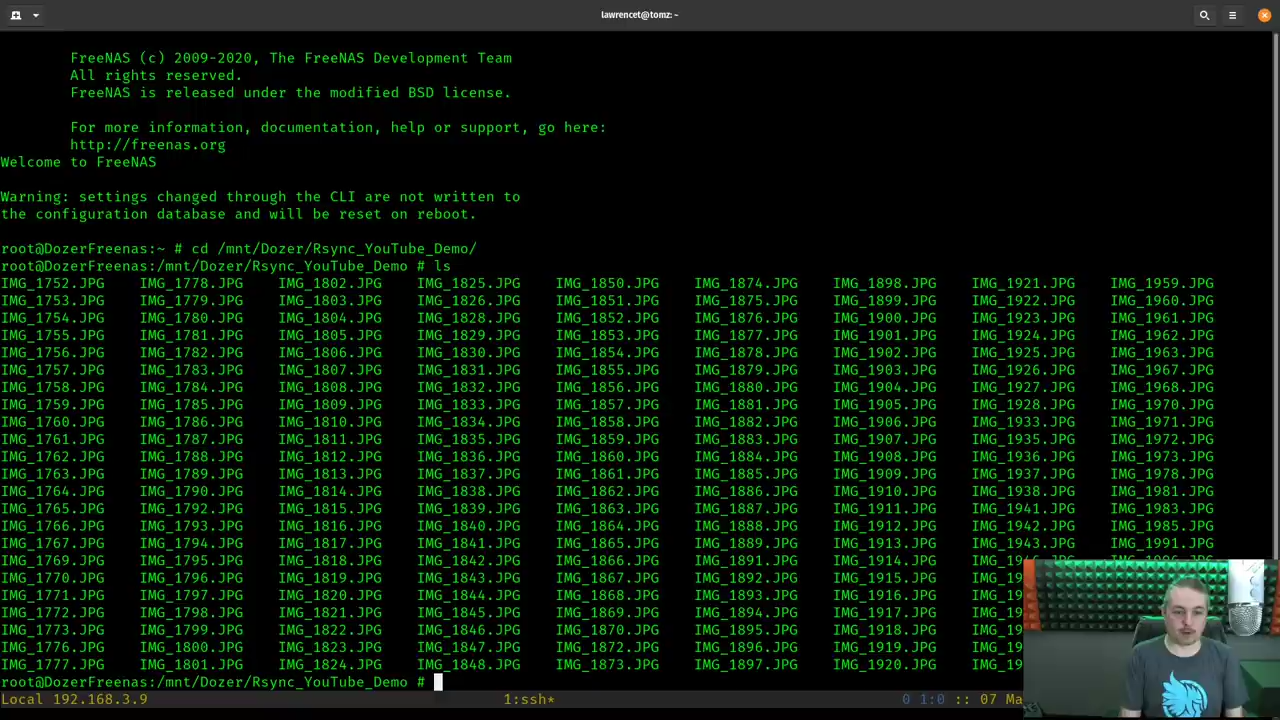 lawrencet@tomz: ~
FreeNAS (c) 2009-2020, The FreeNAS Development Team
All rights reserved.
FreeNAS is released under the modified BSD license.
For more information, documentation, help or support, go here:
http://freenas.org
Welcome to FreeNAS
Warning: settings changed through the CLI are not written to
the configuration database and will be reset on reboot.
root@DozerFreenas:~ # cd /mnt/Dozer/Rsync_YouTube_Demo/
root@DozerFreenas:/mnt/Dozer/Rsync_YouTube_Demo # ls
IMG_1752.JPG IMG_1778.JPG IMG_1802.JPG IMG_1825.JPG IMG_1850.JPG IMG_1874.JPG IMG_1898.JPG IMG_1921.JPG IMG_1959.JPG
IMG_1753.JPG IMG_1779.JPG IMG_1803.JPG IMG_1826.JPG IMG_1851.JPG IMG_1875.JPG IMG_1899.JPG IMG_1922.JPG IMG_1960.JPG
IMG_1754.JPG IMG_1780.JPG IMG_1804.JPG IMG_1828.JPG IMG_1852.JPG IMG_1876.JPG IMG_1900.JPG IMG_1923.JPG IMG_1961.JPG
IMG_1755.JPG IMG_1781.JPG IMG_1805.JPG IMG_1829.JPG IMG_1853.JPG IMG_1877.JPG IMG_1901.JPG IMG_1924.JPG IMG_1962.JPG
IMG_1756.JPG IMG_1782.JPG IMG_1806.JPG IMG_1830.JPG IMG_1854.JPG IMG_1878.JPG IMG_1902.JPG IMG_1925.JPG IMG_1963.JPG
IMG_1757.JPG IMG_1783.JPG IMG_1807.JPG IMG_1831.JPG IMG_1855.JPG IMG_1879.JPG IMG_1903.JPG IMG_1926.JPG IMG_1967.JPG
IMG_1758.JPG IMG_1784.JPG IMG_1808.JPG IMG_1832.JPG IMG_1856.JPG IMG_1880.JPG IMG_1904.JPG IMG_1927.JPG IMG_1968.JPG
IMG_1759.JPG IMG_1785.JPG IMG_1809.JPG IMG_1833.JPG IMG_1857.JPG IMG_1881.JPG IMG_1905.JPG IMG_1928.JPG IMG_1970.JPG
IMG_1760.JPG IMG_1786.JPG IMG_1810.JPG IMG_1834.JPG IMG_1858.JPG IMG_1882.JPG IMG_1906.JPG IMG_1933.JPG IMG_1971.JPG
IMG_1761.JPG IMG_1787.JPG IMG_1811.JPG IMG_1835.JPG IMG_1859.JPG IMG_1883.JPG IMG_1907.JPG IMG_1935.JPG IMG_1972.JPG
IMG_1762.JPG IMG_1788.JPG IMG_1812.JPG IMG_1836.JPG IMG_1860.JPG IMG_1884.JPG IMG_1908.JPG IMG_1936.JPG IMG_1973.JPG
IMG_1763.JPG IMG_1789.JPG IMG_1813.JPG IMG_1837.JPG IMG_1861.JPG IMG_1885.JPG IMG_1909.JPG IMG_1937.JPG IMG_1978.JPG
IMG_1764.JPG IMG_1790.JPG IMG_1814.JPG IMG_1838.JPG IMG_1862.JPG IMG_1886.JPG IMG_1910.JPG IMG_1938.JPG IMG_1981.JPG
IMG_1765.JPG IMG_1792.JPG IMG_1815.JPG IMG_1839.JPG IMG_1863.JPG IMG_1887.JPG IMG_1911.JPG IMG_1941.JPG IMG_1983.JPG
IMG_1766.JPG IMG_1793.JPG IMG_1816.JPG IMG_1840.JPG IMG_1864.JPG IMG_1888.JPG IMG_1912.JPG IMG_1942.JPG IMG_1985.JPG
IMG_1767.JPG IMG_1794.JPG IMG_1817.JPG IMG_1841.JPG IMG_1865.JPG IMG_1889.JPG IMG_1913.JPG IMG_1943.JPG IMG_1991.JPG
IMG_1769.JPG IMG_1795.JPG IMG_1818.JPG IMG_1842.JPG IMG_1866.JPG IMG_1891.JPG IMG_1914.JPG
IMG_1770.JPG IMG_1796.JPG IMG_1819.JPG IMG_1843.JPG IMG_1867.JPG IMG_1892.JPG IMG_1915.JPG IMG_19
IMG_1771.JPG IMG_1797.JPG IMG_1820.JPG IMG_1844.JPG IMG_1868.JPG IMG_1893.JPG IMG_1916.JPG IMG_19
IMG_1772.JPG IMG_1798.JPG IMG_1821.JPG IMG_1845.JPG IMG_1869.JPG IMG_1894.JPG IMG_1917.JPG IMG_19
IMG_1773.JPG IMG_1799.JPG IMG_1822.JPG IMG_1846.JPG IMG_1870.JPG IMG_1895.JPG IMG_1918.JPG IMG_19
IMG_1776.JPG IMG_1800.JPG IMG_1823.JPG IMG_1847.JPG IMG_1872.JPG IMG_1896.JPG IMG_1919.JPG IMG_19
IMG_1777.JPG IMG_1801.JPG IMG_1824.JPG IMG_1848.JPG IMG_1873.JPG IMG_1897.JPG IMG_1920.JPG IMG_19
root@DozerFreenas:/mnt/Dozer/Rsync_YouTube_Demo #
Local 192.168.3.9 1:ssh* 0 1:0 :: 07 Ma